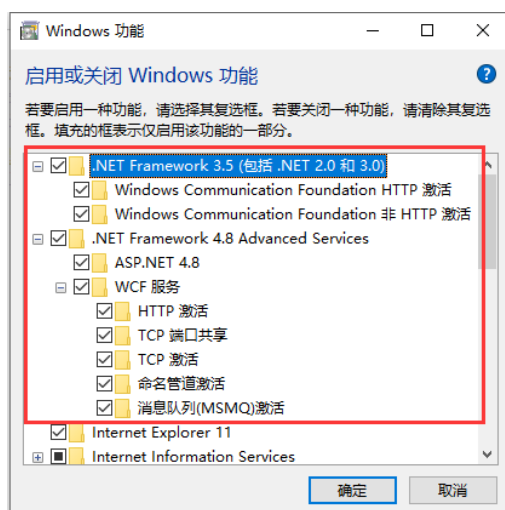 Windows 功能
启用或关闭 Windows 功能
若要启用一种功能，请选择其复选框。若要关闭一种功能，请清除其复选
框。填充的框表示仅启用该功能的一部分。
.NET Framework 3.5 (包括 .NET 2.0 和 3.0)
Windows Communication Foundation HTTP 激活
Windows Communication Foundation 非 HTTP 激活
.NET Framework 4.8 Advanced Services
ASP.NET 4.8
WCF 服务
HTTP 激活
TCP 端口共享
TCP 激活
命名管道激活
消息队列(MSMQ)激活
Internet Explorer 11
Internet Information Services
确定
取消